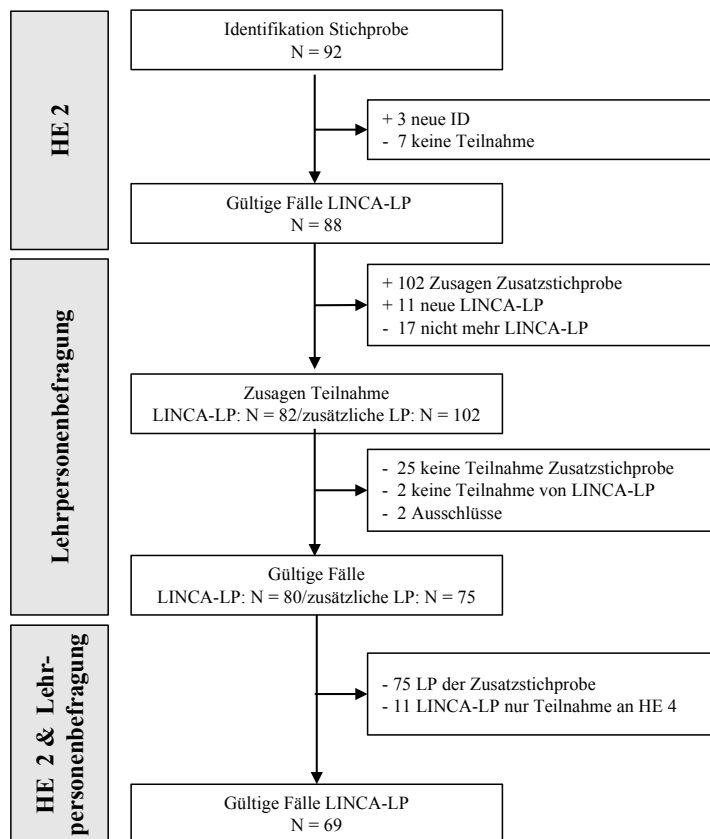 HE 2
Identifikation Stichprobe
N = 92
+ 3 neue ID
- 7 keine Teilnahme
Gültige Fälle LINCA-LP
N = 88
Lehrpersonenbefragung
+ 102 Zusagen Zusatzstichprobe
+ 11 neue LINCA-LP
- 17 nicht mehr LINCA-LP
Zusagen Teilnahme
LINCA-LP: N = 82/zusätzliche LP: N = 102
- 25 keine Teilnahme Zusatzstichprobe
- 2 keine Teilnahme von LINCA-LP
- 2 Ausschlüsse
Gültige Fälle
LINCA-LP: N = 80/zusätzliche LP: N = 75
HE 2 & Lehr-
personenbefragung
- 75 LP der Zusatzstichprobe
- 11 LINCA-LP nur Teilnahme an HE 4
Gültige Fälle LINCA-LP
N = 69